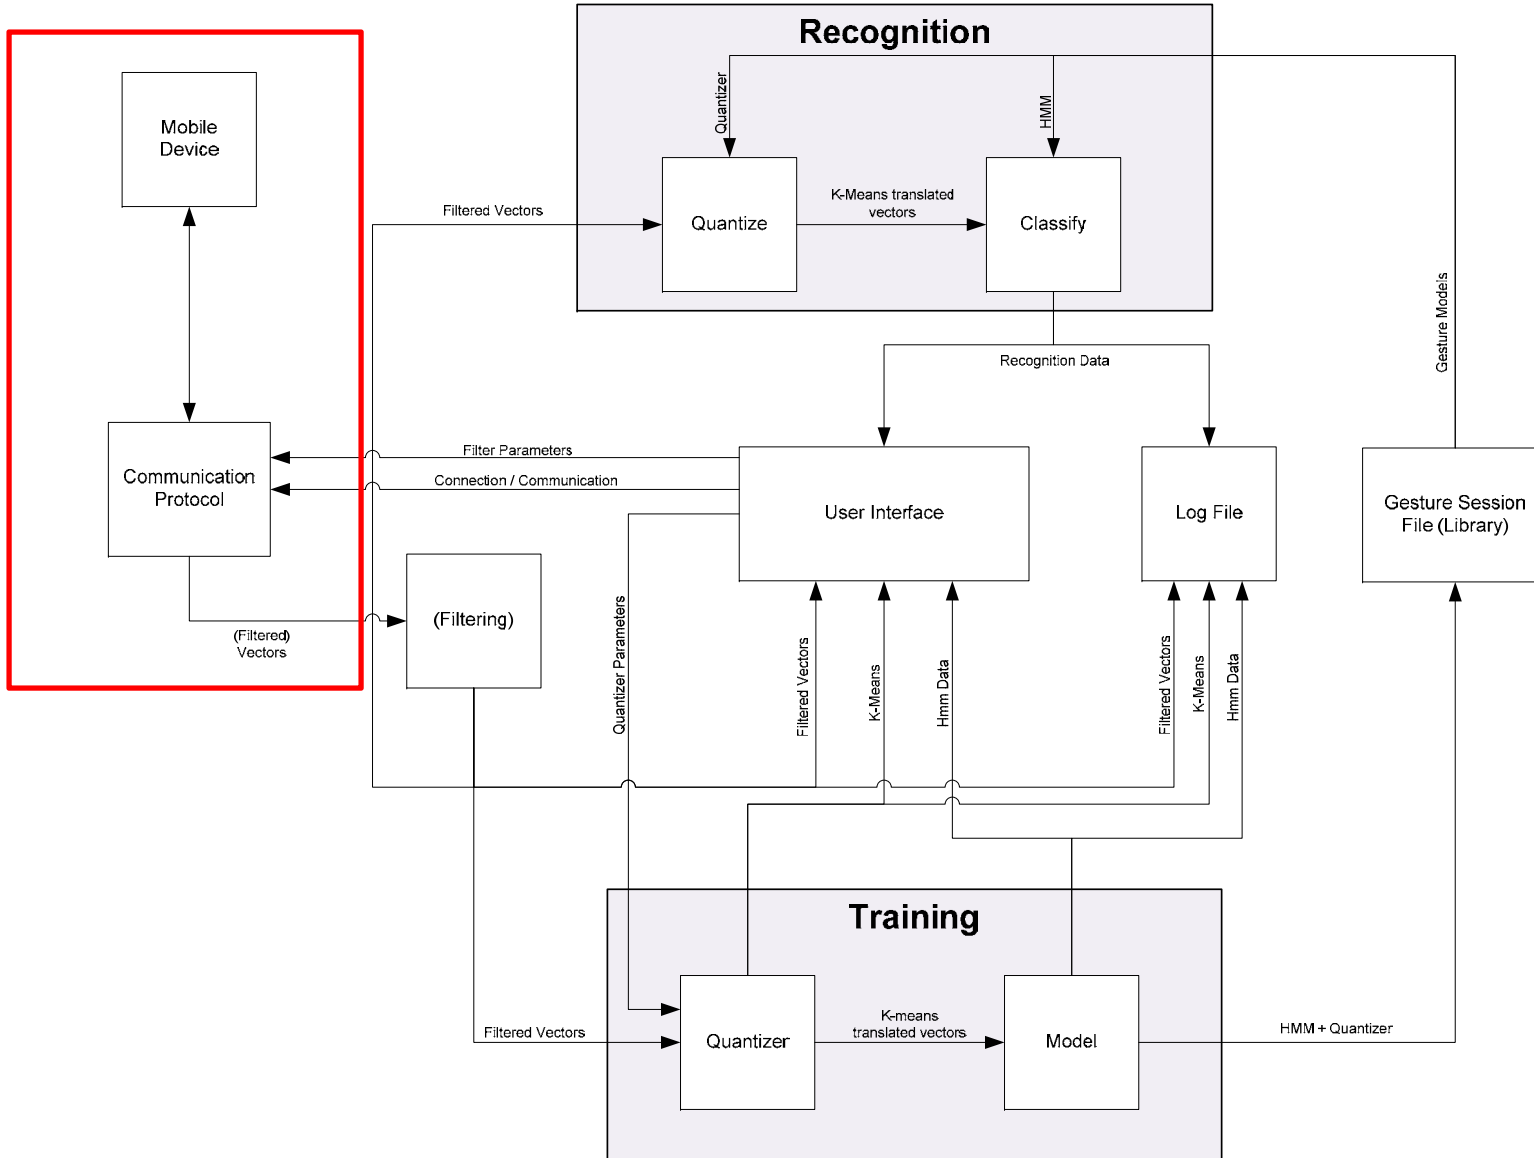 Recognition
Quantizer
HMM
Mobile
Device
K-Means translated
vectors
Filtered Vectors
Quantize
Classify
Gesture Models
Recognition Data
Filter Parameters
Connection / Communication
Communication
Protocol
User Interface
Log File
Gesture Session
File (Library)
(Filtering)
(Filtered)
Vectors
Quantizer Parameters
Filtered Vectors
K-Means
Hmm Data
Filtered Vectors
K-Means
Hmm Data
Training
K-means
translated vectors
Filtered Vectors
Quantizer
Model
HMM + Quantizer